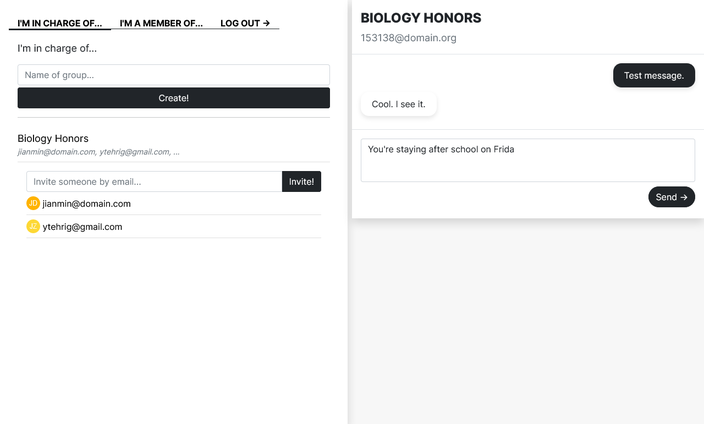 I'M IN CHARGE OF...
I'M A MEMBER OF...
LOG OUT →
I'm in charge of...
Name of group...
Create!
Biology Honors
jianmin@domain.com, ytehrig@gmail.com, ...
Invite someone by email...
Invite!
JD jianmin@domain.com
ytehrig@gmail.com
BIOLOGY HONORS
153138@domain.org
Test message.
Cool. I see it.
You're staying after school on Frida
Send →